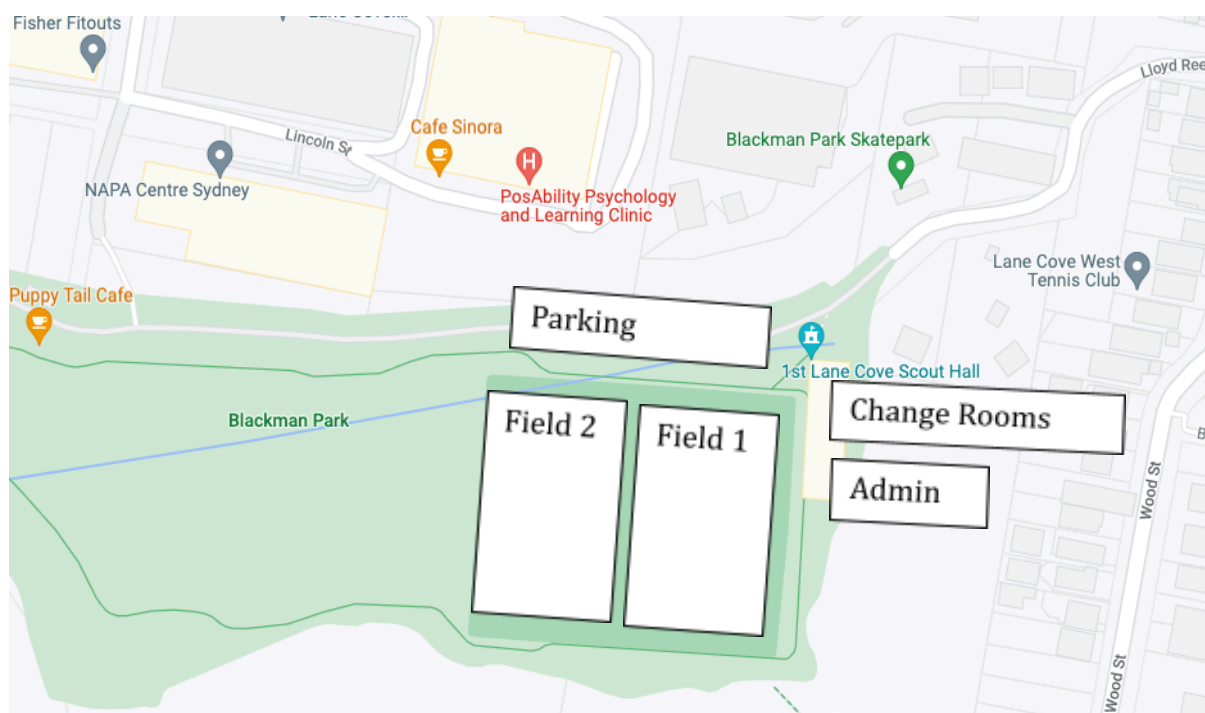 Fisher Fitouts
Lloyd Ree
Lincoln St
Cafe Sinora
Blackman Park Skatepark
NAPA Centre Sydney
PosAbility Psychology
and Learning Clinic
Lane Cove West
Tennis Club
Puppy Tail Cafe
Parking
1st Lane Cove Scout Hall
Blackman Park
Field 2
Field 1
Change Rooms
Admin
Wood St
Wood St